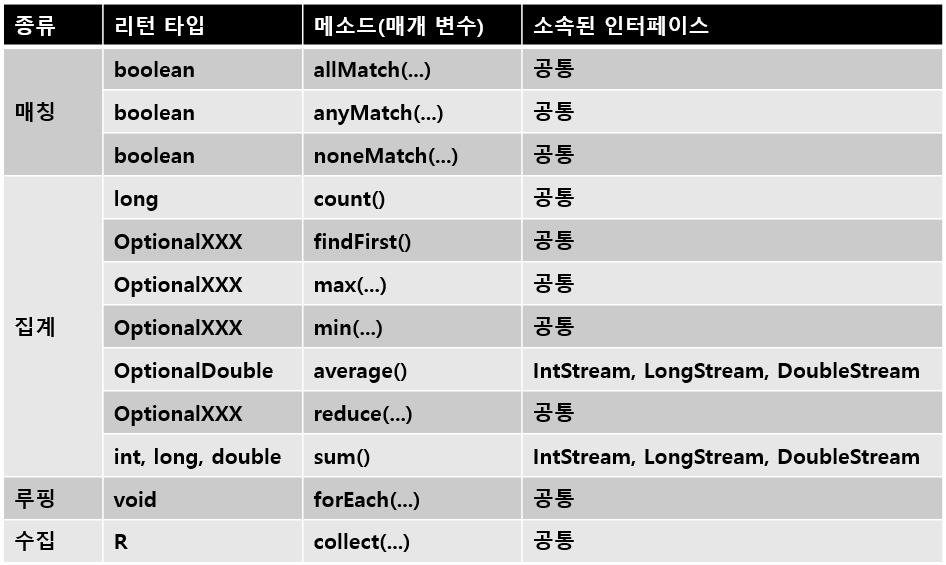 종류 리턴 타입 메소드(매개 변수) 소속된 인터페이스
매칭 boolean allMatch(...) 공통
boolean anyMatch(...) 공통
boolean noneMatch(...) 공통
집계 long count() 공통
OptionalXXX findFirst() 공통
OptionalXXX max(...) 공통
OptionalXXX min(...) 공통
OptionalDouble average() IntStream, LongStream, DoubleStream
OptionalXXX reduce(...) 공통
int, long, double sum() IntStream, LongStream, DoubleStream
루핑 void forEach(...) 공통
수집 R collect(...) 공통